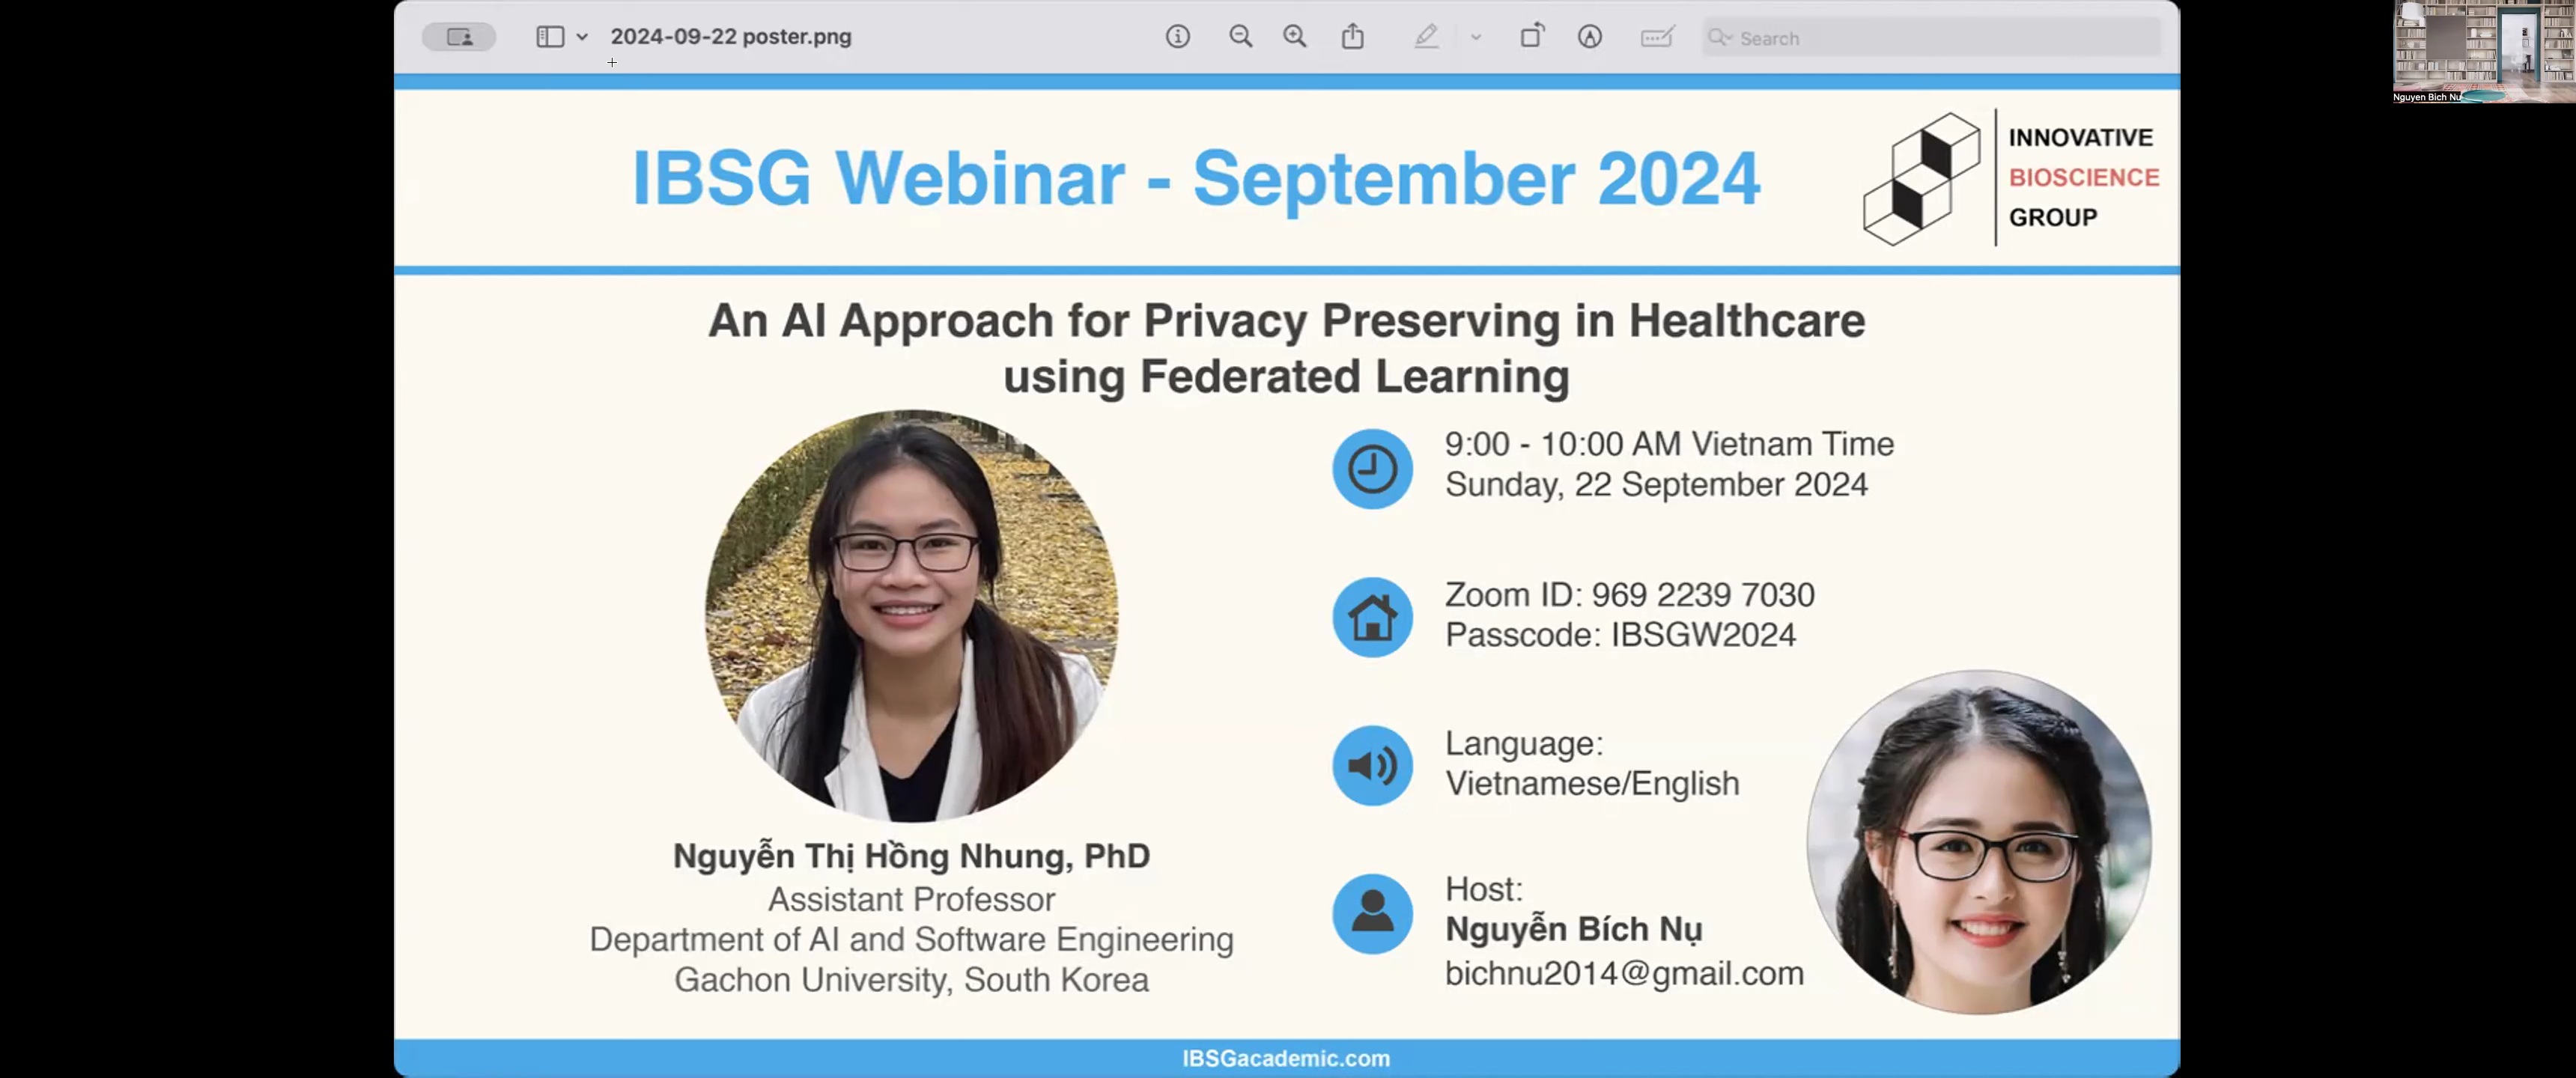 2024-09-22 poster.png
Search
Nguyen Bich Nu
IBSG Webinar - September 2024
INNOVATIVE
BIOSCIENCE
GROUP
An AI Approach for Privacy Preserving in Healthcare
using Federated Learning
9:00 - 10:00 AM Vietnam Time
Sunday, 22 September 2024
Zoom ID: 969 2239 7030
Passcode: IBSGW2024
Language:
Vietnamese/English
Host:
Nguyễn Bích Nụ
bichnu2014@gmail.com
Nguyễn Thị Hồng Nhung, PhD
Assistant Professor
Department of AI and Software Engineering
Gachon University, South Korea
IBSGacademic.com